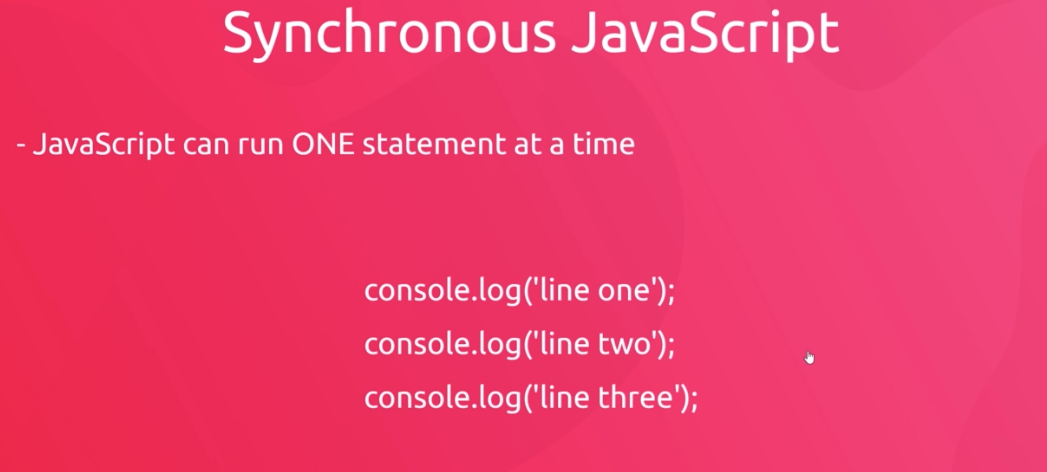 Synchronous JavaScript
- JavaScript can run ONE statement at a time
console.log('line one');
console.log('line two');
console.log('line three');